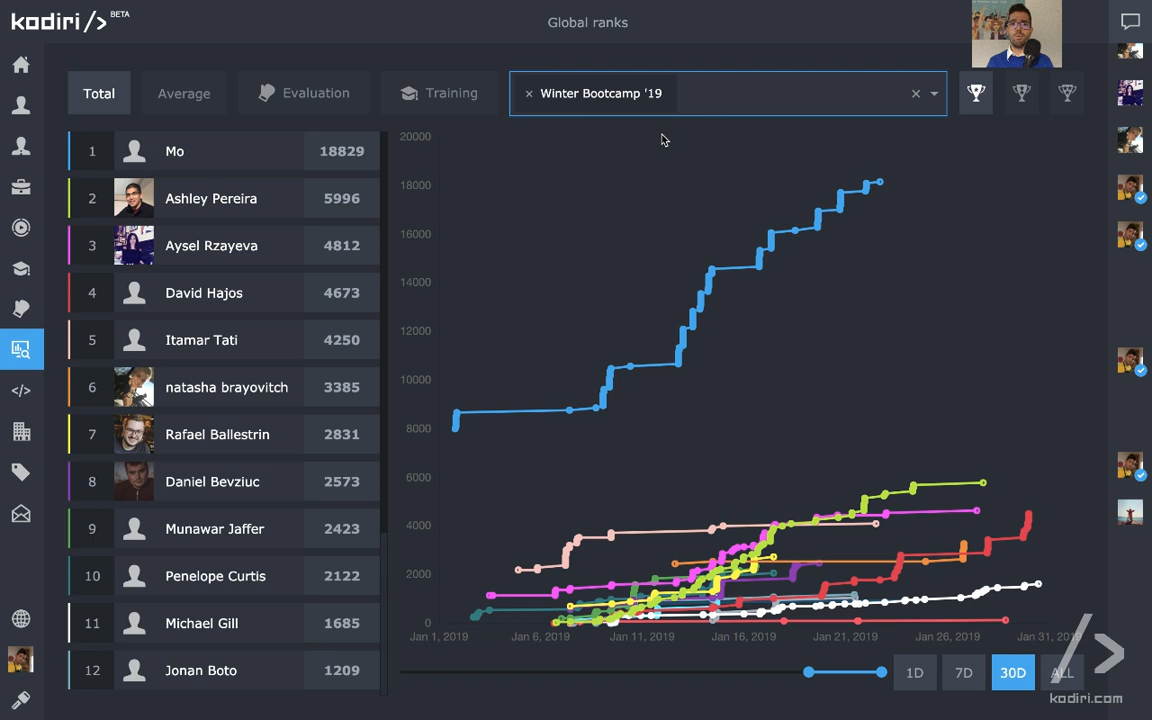 kodiri/> BETA
Global ranks
Total
Average
Evaluation
Training
× Winter Bootcamp '19 ×
1 Mo 18829
2 Ashley Pereira 5996
3 Aysel Rzayeva 4812
4 David Hajos 4673
5 Itamar Tati 4250
6 natasha brayovitch 3385
7 Rafael Ballestrin 2831
8 Daniel Bevziuc 2573
9 Munawar Jaffer 2423
10 Penelope Curtis 2122
11 Michael Gill 1685
12 Jonan Boto 1209
20000
18000
16000
14000
12000
10000
8000
6000
4000
2000
0
Jan 1, 2019
Jan 6, 2019
Jan 11, 2019
Jan 16, 2019
Jan 21, 2019
Jan 26, 2019
Jan 31, 2019
1D
7D
30D
ALL
/>
kodiri.com